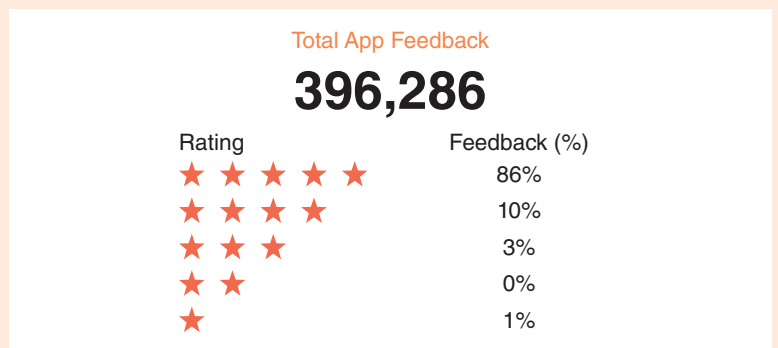 Total App Feedback
396,286
Rating Feedback (%)
★ ★ ★ ★ ★ 86%
★ ★ ★ ★ 10%
★ ★ ★ 3%
★ ★ 0%
★ 1%